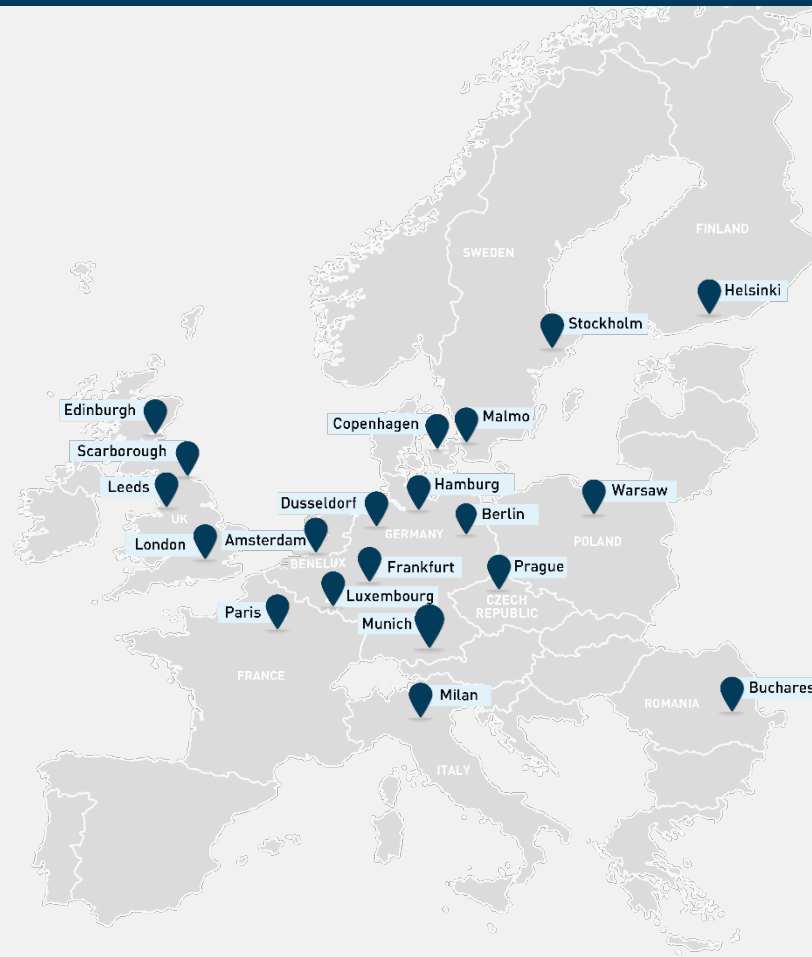 FINLAND
SWEDEN
Helsinki
Stockholm
Edinburgh
Malmo
Copenhagen
Scarborough
Leeds
Hamburg
Warsaw
Dusseldorf
Berlin
UK
GERMANY
Amsterdam
London
POLAND
BENELUX
Frankfurt
Prague
Luxembourg
CZECH
REPUBLIC
Paris
Munich
FRANCE
Milan
Buchares
ROMANIA
ITALY